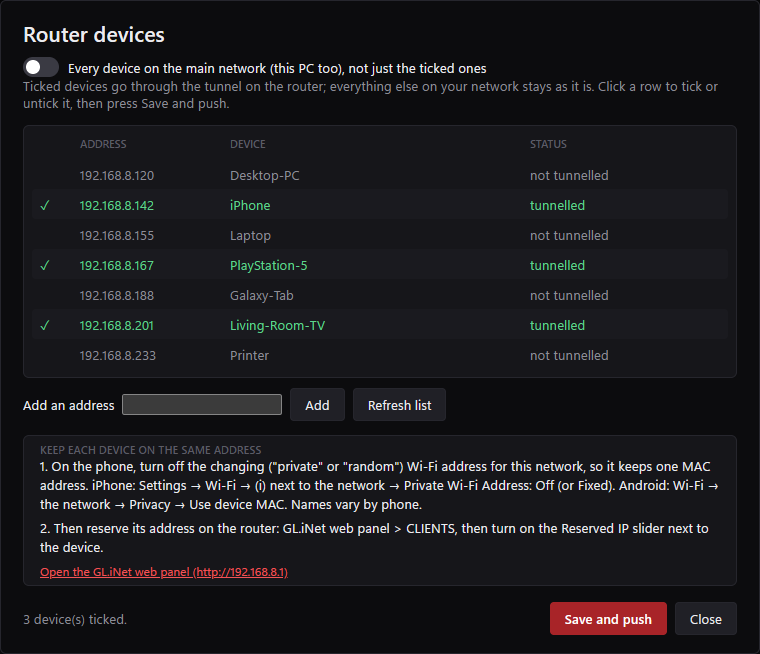 Router devices
Every device on the main network (this PC too), not just the ticked ones
Ticked devices go through the tunnel on the router; everything else on your network stays as it is. Click a row to tick or
untick it, then press Save and push.
ADDRESS DEVICE STATUS
192.168.8.120 Desktop-PC not tunnelled
✓ 192.168.8.142 iPhone tunnelled
192.168.8.155 Laptop not tunnelled
✓ 192.168.8.167 PlayStation-5 tunnelled
192.168.8.188 Galaxy-Tab not tunnelled
✓ 192.168.8.201 Living-Room-TV tunnelled
192.168.8.233 Printer not tunnelled
Add an address Add Refresh list
KEEP EACH DEVICE ON THE SAME ADDRESS
1. On the phone, turn off the changing ("private" or "random") Wi-Fi address for this network, so it keeps one MAC
address. iPhone: Settings → Wi-Fi → (i) next to the network → Private Wi-Fi Address: Off (or Fixed). Android: Wi-Fi →
the network → Privacy → Use device MAC. Names vary by phone.
2. Then reserve its address on the router: GL.iNet web panel > CLIENTS, then turn on the Reserved IP slider next to
the device.
Open the GL.iNet web panel (http://192.168.8.1)
3 device(s) ticked. Save and push Close